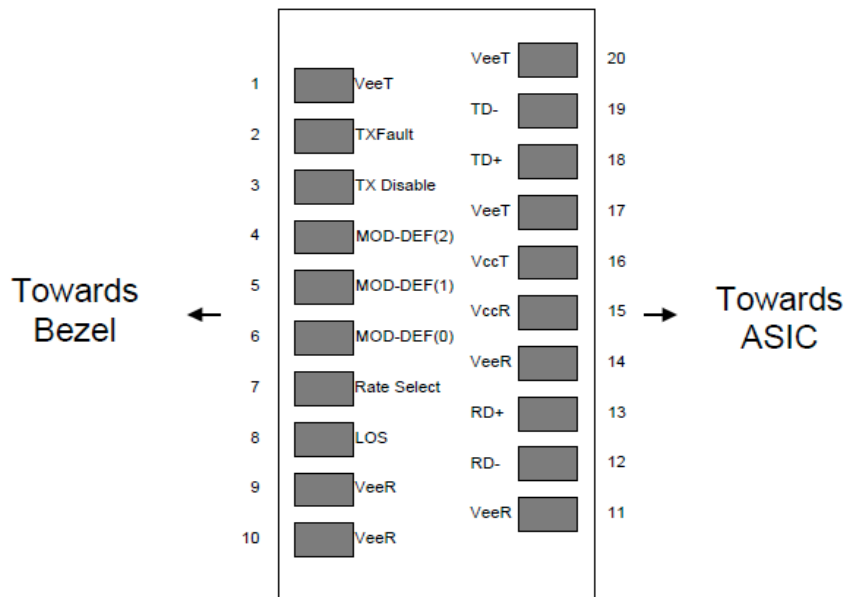 VeeT 20
1 VeeT
TD- 19
2 TXFault
TD+ 18
3 TX Disable
VeeT 17
4 MOD-DEF(2)
VccT 16
5 MOD-DEF(1)
Towards
Bezel
VccR 15
Towards
ASIC
6 MOD-DEF(0)
VeeR 14
7 Rate Select
RD+ 13
8 LOS
RD- 12
9 VeeR
VeeR 11
10 VeeR